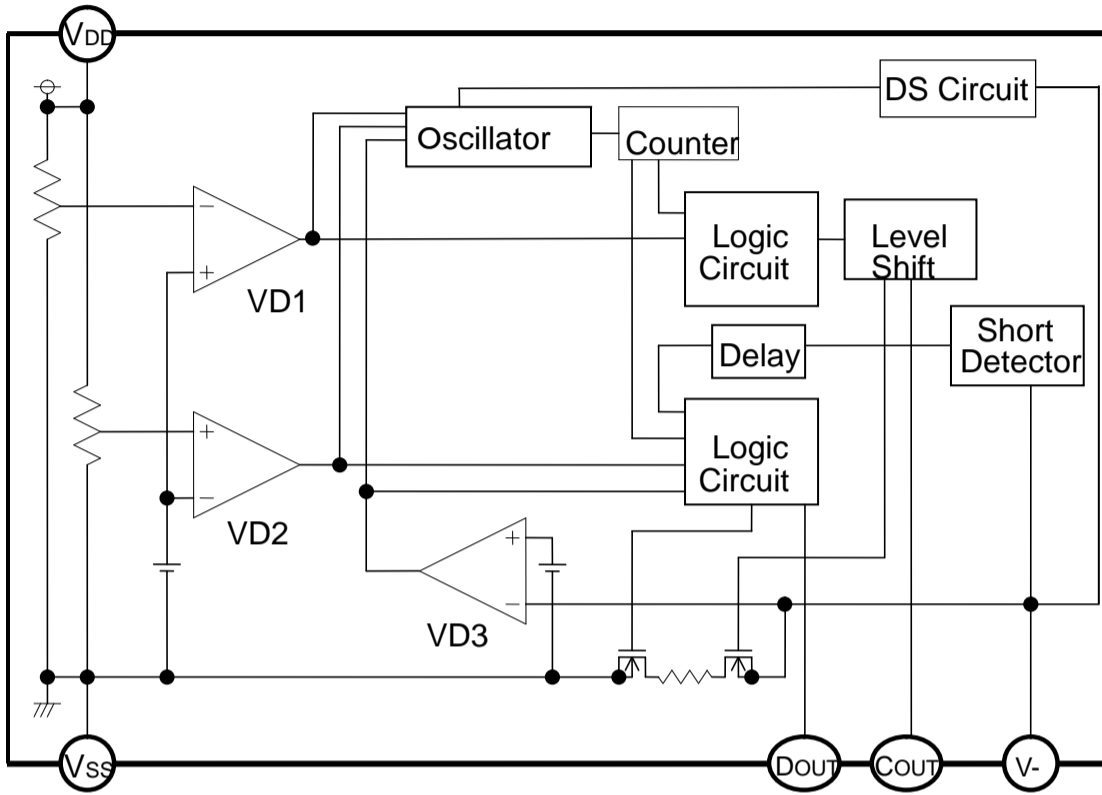 VDD
DS Circuit
Oscillator
Counter
Logic
Circuit
Level
Shift
−
+
VD1
Short
Detector
Delay
Logic
Circuit
+
−
VD2
+
−
VD3
VSS
DOUT
COUT
V-